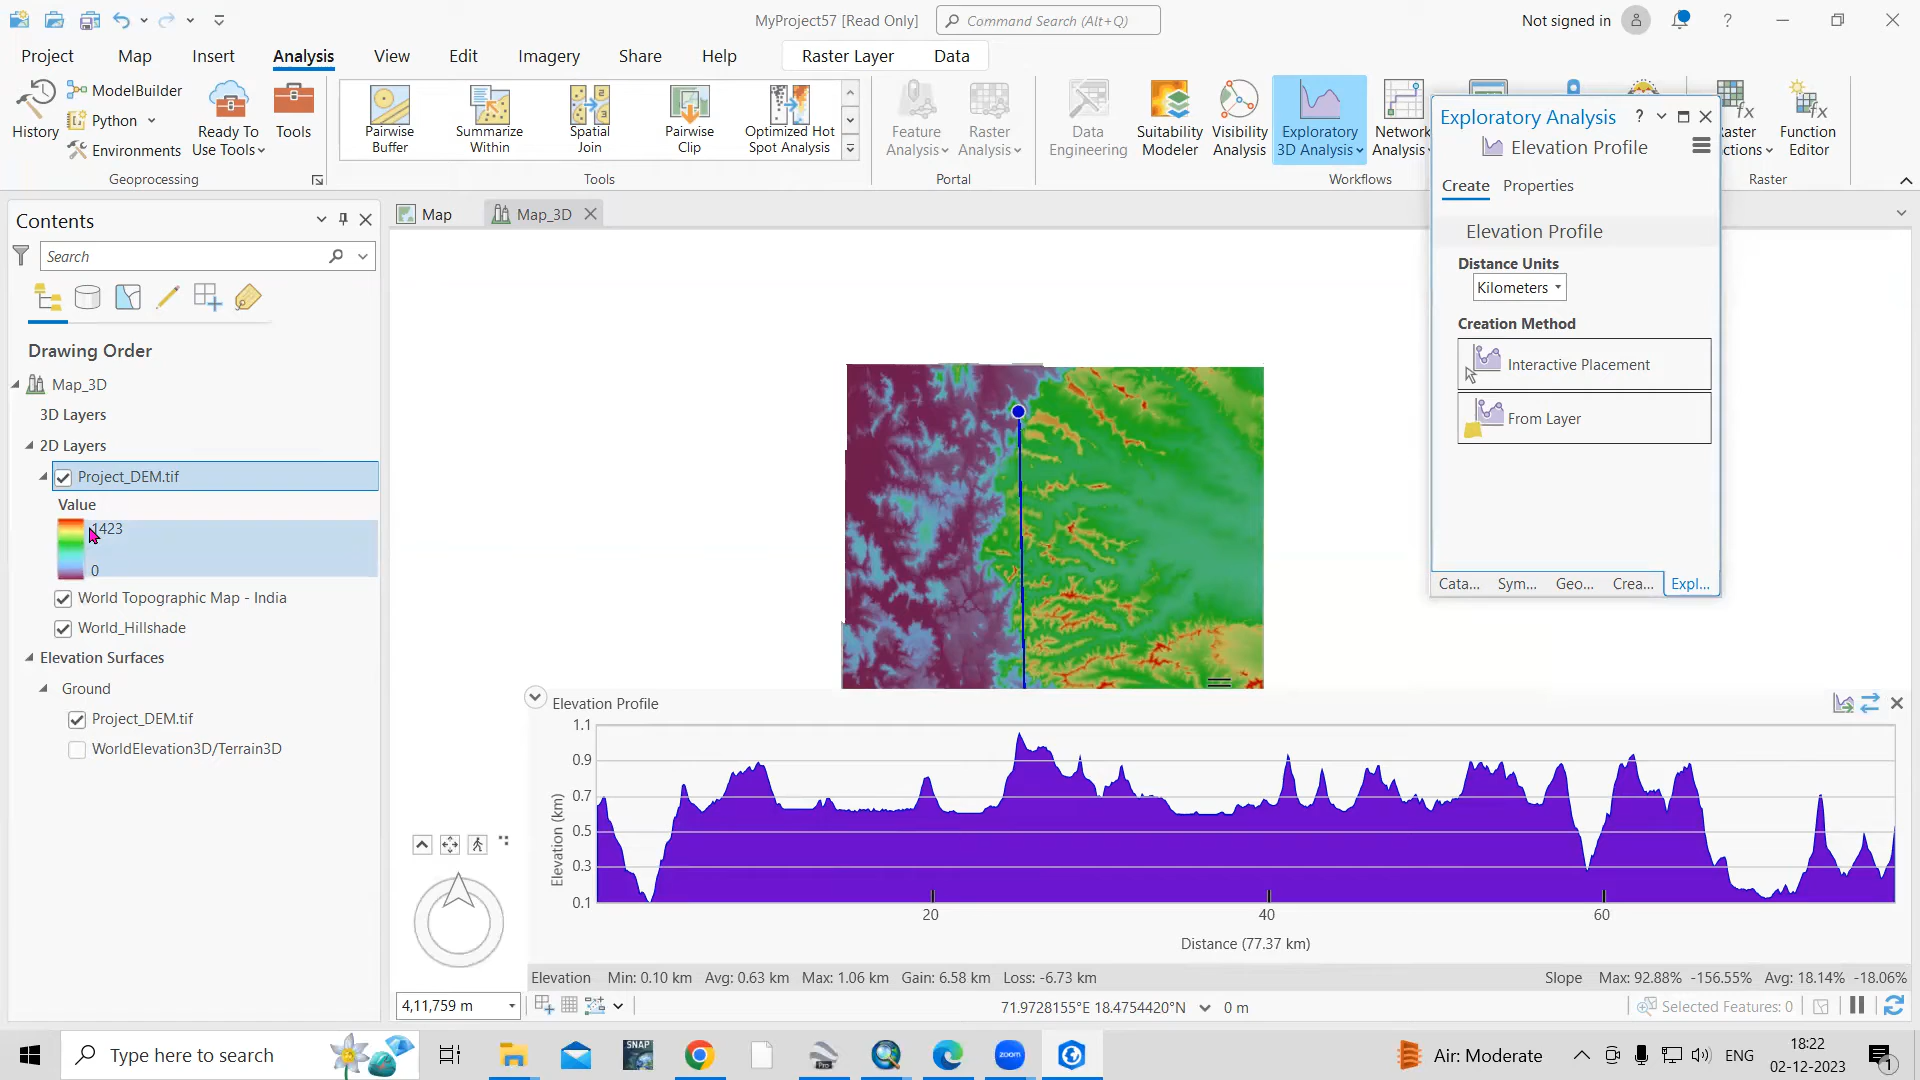 MyProject57 [Read Only]
Command Search (Alt+Q)
Not signed in
?
Project
Map
Insert
Analysis
View
Edit
Imagery
Share
Help
Raster Layer
Data
History
ModelBuilder
Python
Environments
Ready To Use Tools
Tools
Geoprocessing
Pairwise Buffer
Summarize Within
Spatial Join
Pairwise Clip
Optimized Hot Spot Analysis
Tools
Feature Analysis
Raster Analysis
Portal
Data Engineering
Suitability Modeler
Visibility Analysis
Exploratory 3D Analysis
Network Analysis
Workflows
Function Editor
Raster
Exploratory Analysis
?
Elevation Profile
Create
Properties
Elevation Profile
Distance Units
Kilometers
Creation Method
Interactive Placement
From Layer
Cata...
Sym...
Geo...
Crea...
Expl...
Contents
Search
Drawing Order
Map_3D
3D Layers
2D Layers
Project_DEM.tif
Value
1423
0
World Topographic Map - India
World_Hillshade
Elevation Surfaces
Ground
Project_DEM.tif
WorldElevation3D/Terrain3D
Map
Map_3D
Elevation Profile
Elevation (km)
1.1
0.9
0.7
0.5
0.3
0.1
20
40
60
Distance (77.37 km)
Elevation Min: 0.10 km Avg: 0.63 km Max: 1.06 km Gain: 6.58 km Loss: -6.73 km
Slope Max: 92.88% -156.55% Avg: 18.14% -18.06%
4,11,759 m
71.9728155°E 18.4754420°N
0 m
Selected Features: 0
Type here to search
SNAP
Pro
zoom
Air: Moderate
ENG
18:22
02-12-2023
1